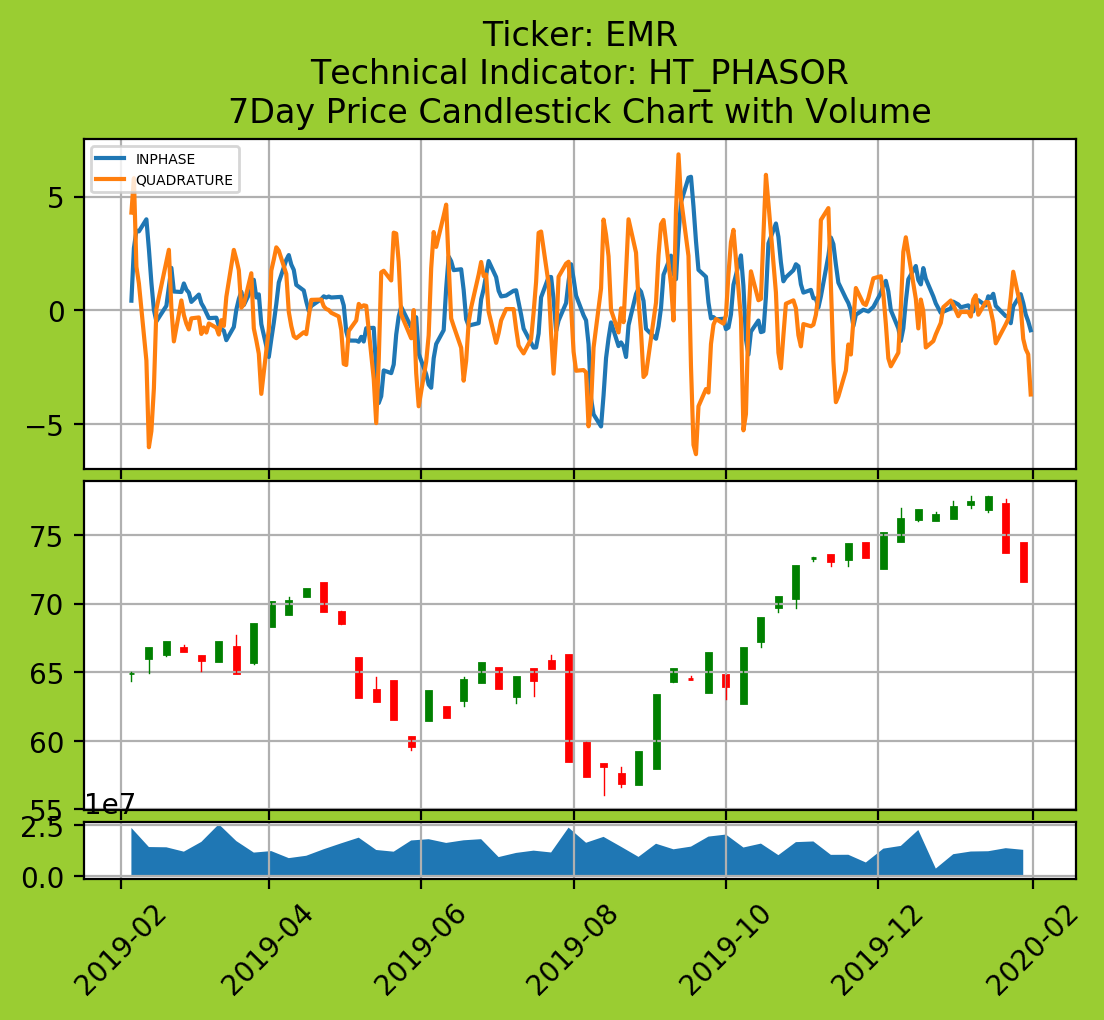 Ticker: EMR
Technical Indicator: HT_PHASOR
7Day Price Candlestick Chart with Volume
INPHASE
QUADRATURE
5
0
−5
75
70
65
60
55
1e7
2.5
0.0
2019-02
2019-04
2019-06
2019-08
2019-10
2019-12
2020-02